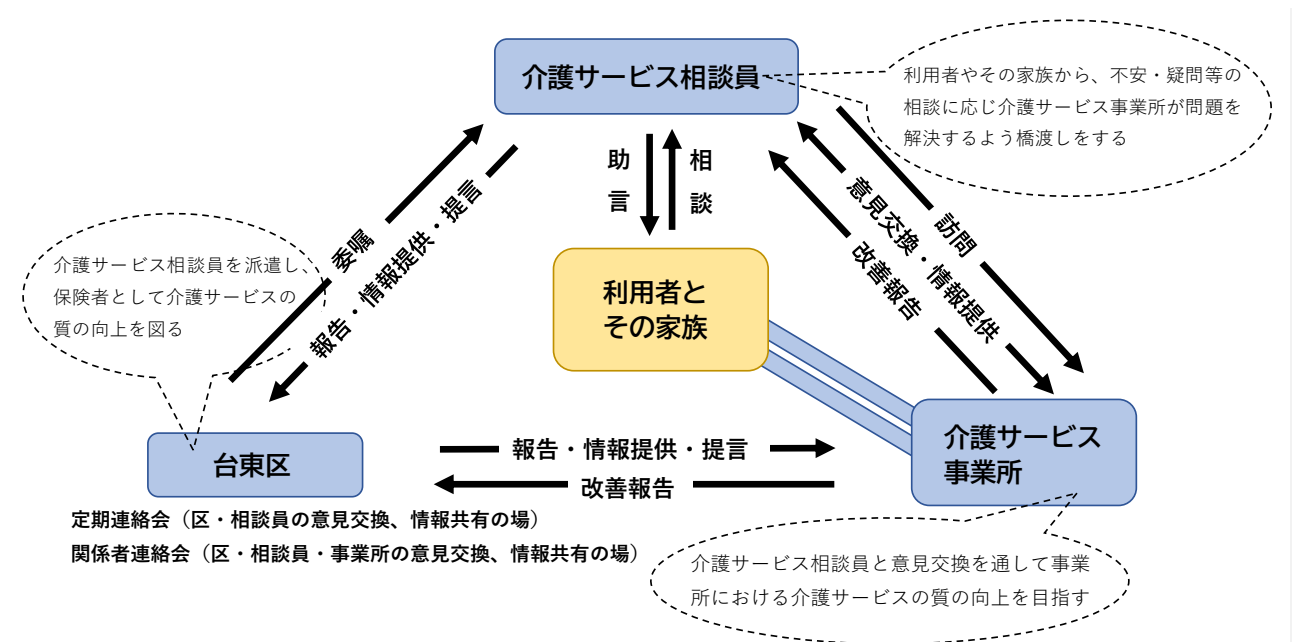 介護サービス相談員
利用者やその家族から、不安・疑問等の
相談に応じ介護サービス事業所が問題を
解決するよう橋渡しをする
助言
相談
委嘱
報告・情報提供・提言
訪問
意見交換・情報提供
改善報告
介護サービス相談員を派遣し、
保険者として介護サービスの
質の向上を図る
利用者と
その家族
台東区
報告・情報提供・提言
改善報告
介護サービス
事業所
定期連絡会（区・相談員の意見交換、情報共有の場）
関係者連絡会（区・相談員・事業所の意見交換、情報共有の場）
介護サービス相談員と意見交換を通して事業
所における介護サービスの質の向上を目指す